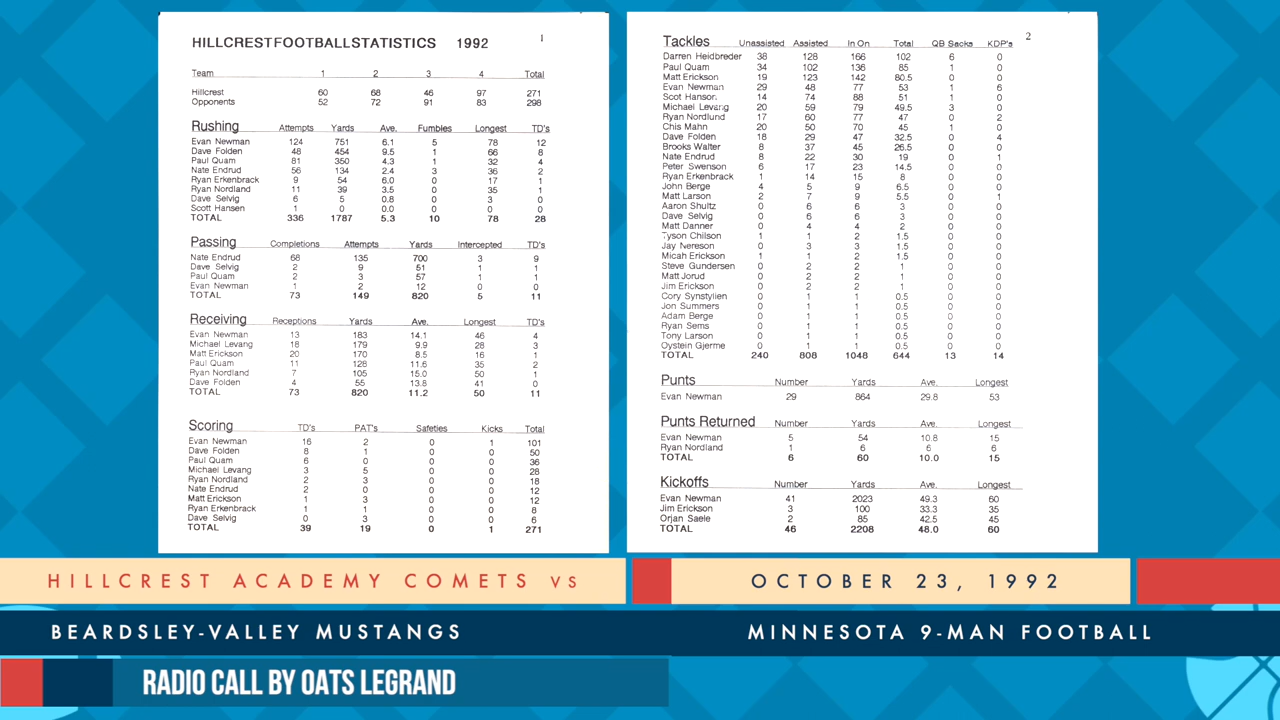 HILLCREST FOOTBALL STATISTICS 1992 1
Team 1 2 3 4 Total
Hillcrest 60 68 46 97 271
Opponents 52 72 91 83 298
Rushing Attempts Yards Ave. Fumbles Longest TD's
Evan Newman 124 751 6.1 5 78 12
Dave Folden 48 454 9.5 1 66 8
Paul Quam 81 350 4.3 1 32 4
Nate Endrud 56 134 2.4 3 36 2
Ryan Erkenbrack 9 54 6.0 0 17 1
Ryan Nordland 11 39 3.5 0 35 1
Dave Selvig 6 5 0.8 0 3 0
Scott Hansen 1 0 0.0 0 0 0
TOTAL 336 1787 5.3 10 78 28
Passing Completions Attempts Yards Intercepted TD's
Nate Endrud 68 135 700 3 9
Dave Selvig 2 9 51 1 1
Paul Quam 2 3 57 1 1
Evan Newman 1 2 12 0 0
TOTAL 73 149 820 5 11
Receiving Receptions Yards Ave. Longest TD's
Evan Newman 13 183 14.1 46 4
Michael Levang 18 179 9.9 28 3
Matt Erickson 20 170 8.5 16 1
Paul Quam 11 128 11.6 35 2
Ryan Nordland 7 105 15.0 50 1
Dave Folden 4 55 13.8 41 0
TOTAL 73 820 11.2 50 11
Scoring TD's PAT's Safeties Kicks Total
Evan Newman 16 2 0 1 101
Dave Folden 8 1 0 0 50
Paul Quam 6 0 0 0 36
Michael Levang 3 5 0 0 28
Ryan Nordland 2 3 0 0 18
Nate Endrud 2 0 0 0 12
Matt Erickson 1 3 0 0 12
Ryan Erkenbrack 1 1 0 0 8
Dave Selvig 0 3 0 0 6
TOTAL 39 19 0 1 271
2
Tackles Unassisted Assisted In On Total QB Sacks KDP's
Darren Heidbreder 38 128 166 102 6 0
Paul Quam 34 102 136 85 1 0
Matt Erickson 19 123 142 80.5 0 0
Evan Newman 29 48 77 53 1 6
Scot Hanson 14 74 88 51 1 0
Michael Levang 20 59 79 49.5 3 0
Ryan Nordlund 17 60 77 47 0 2
Chis Mahn 20 50 70 45 1 0
Dave Folden 18 29 47 32.5 0 4
Brooks Walter 8 37 45 26.5 0 0
Nate Endrud 8 22 30 19 0 1
Peter Swenson 6 17 23 14.5 0 0
Ryan Erkenbrack 1 14 15 8 0 0
John Berge 4 5 9 6.5 0 0
Matt Larson 2 7 9 5.5 0 1
Aaron Shultz 0 6 6 3 0 0
Dave Selvig 0 6 6 3 0 0
Matt Danner 0 4 4 2 0 0
Tyson Chilson 1 1 2 1.5 0 0
Jay Nereson 0 3 3 1.5 0 0
Micah Erickson 1 1 2 1.5 0 0
Steve Gundersen 0 2 2 1 0 0
Matt Jorud 0 2 2 1 0 0
Jim Erickson 0 2 2 1 0 0
Cory Synstylien 0 1 1 0.5 0 0
Jon Summers 0 1 1 0.5 0 0
Adam Berge 0 1 1 0.5 0 0
Ryan Sems 0 1 1 0.5 0 0
Tony Larson 0 1 1 0.5 0 0
Oystein Gjerme 0 1 1 0.5 0 0
TOTAL 240 808 1048 644 13 14
Punts Number Yards Ave. Longest
Evan Newman 29 864 29.8 53
Punts Returned Number Yards Ave. Longest
Evan Newman 5 54 10.8 15
Ryan Nordland 1 6 6 6
TOTAL 6 60 10.0 15
Kickoffs Number Yards Ave. Longest
Evan Newman 41 2023 49.3 60
Jim Erickson 3 100 33.3 35
Orjan Saele 2 85 42.5 45
TOTAL 46 2208 48.0 60
HILLCREST ACADEMY COMETS VS
OCTOBER 23, 1992
BEARDSLEY-VALLEY MUSTANGS
MINNESOTA 9-MAN FOOTBALL
RADIO CALL BY OATS LEGRAND